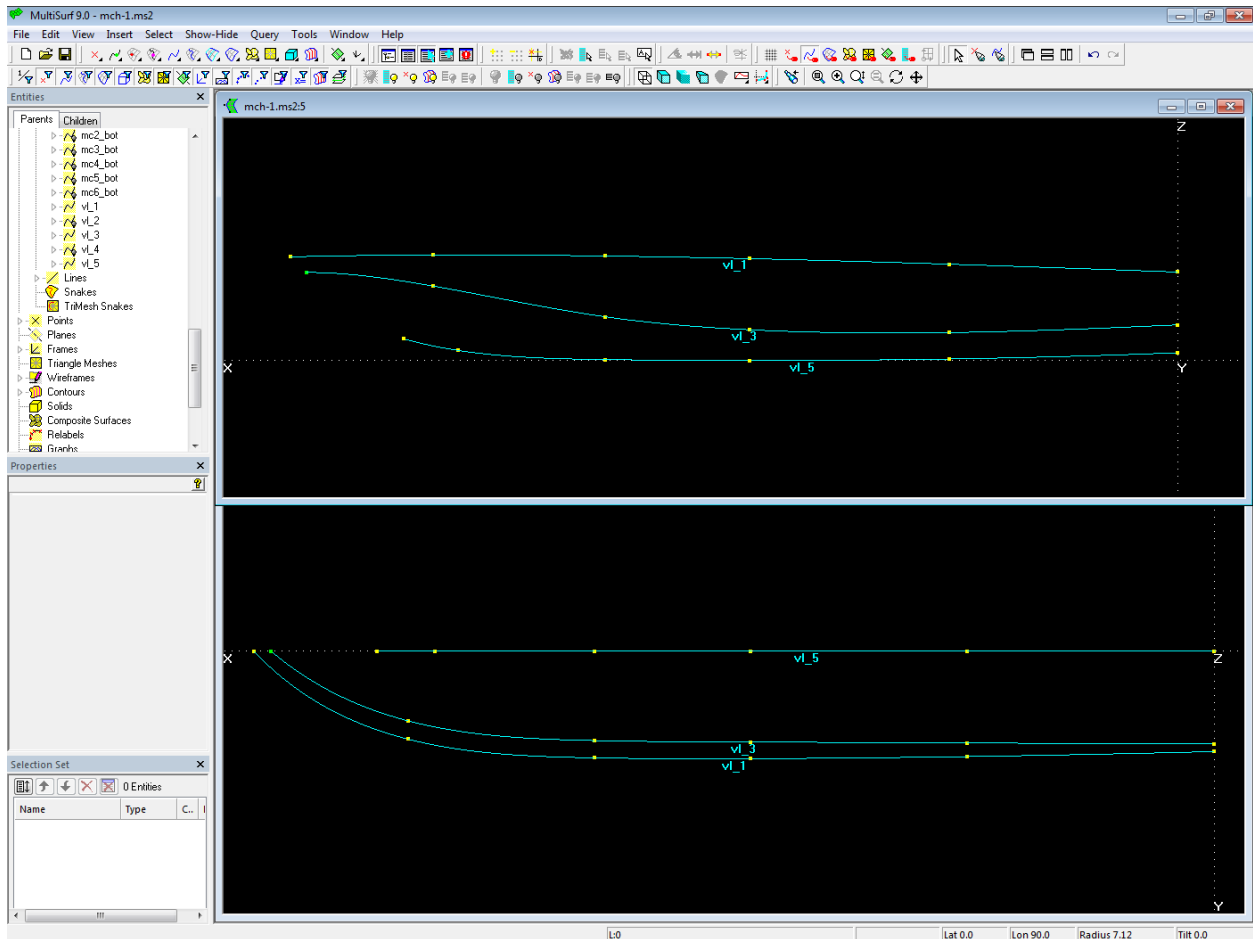 MultiSurf 9.0 - mch-1.ms2
File Edit View Insert Select Show-Hide Query Tools Window Help
Entities
Parents Children
mc2_bot
mc3_bot
mc4_bot
mc5_bot
mc6_bot
vl_1
vl_2
vl_3
vl_4
vl_5
Lines
Snakes
TriMesh Snakes
Points
Planes
Frames
Triangle Meshes
Wireframes
Contours
Solids
Composite Surfaces
Relabels
Graphs
Properties
Selection Set
0 Entities
Name Type C..
mch-1.ms2:5
Z
vl_1
vl_3
X vl_5 Y
X vl_5 Z
vl_3
vl_1
Y
L:0 Lat 0.0 Lon 90.0 Radius 7.12 Tilt 0.0